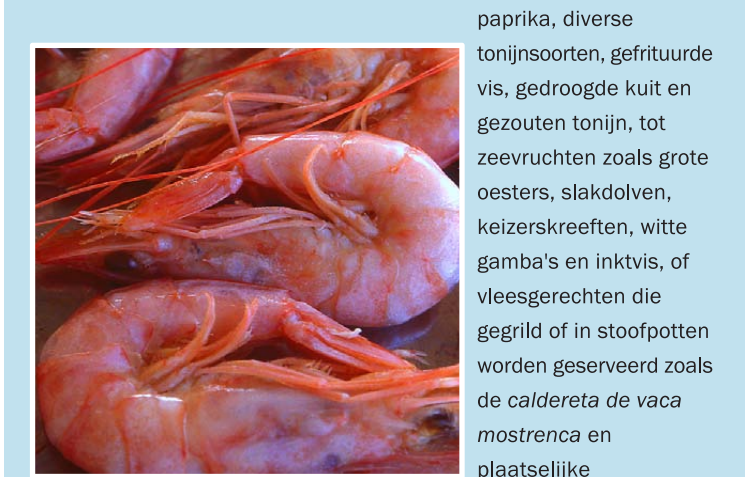 paprika, diverse
tonijnsoorten, gefrituurde
vis, gedroogde kuit en
gezouten tonijn, tot
zeevruchten zoals grote
oesters, slakdolven,
keizerskreeften, witte
gamba's en inktvis, of
vleesgerechten die
gegrild of in stoofpotten
worden geserveerd zoals
de caldereta de vaca
mostrenca en
plaatselijke